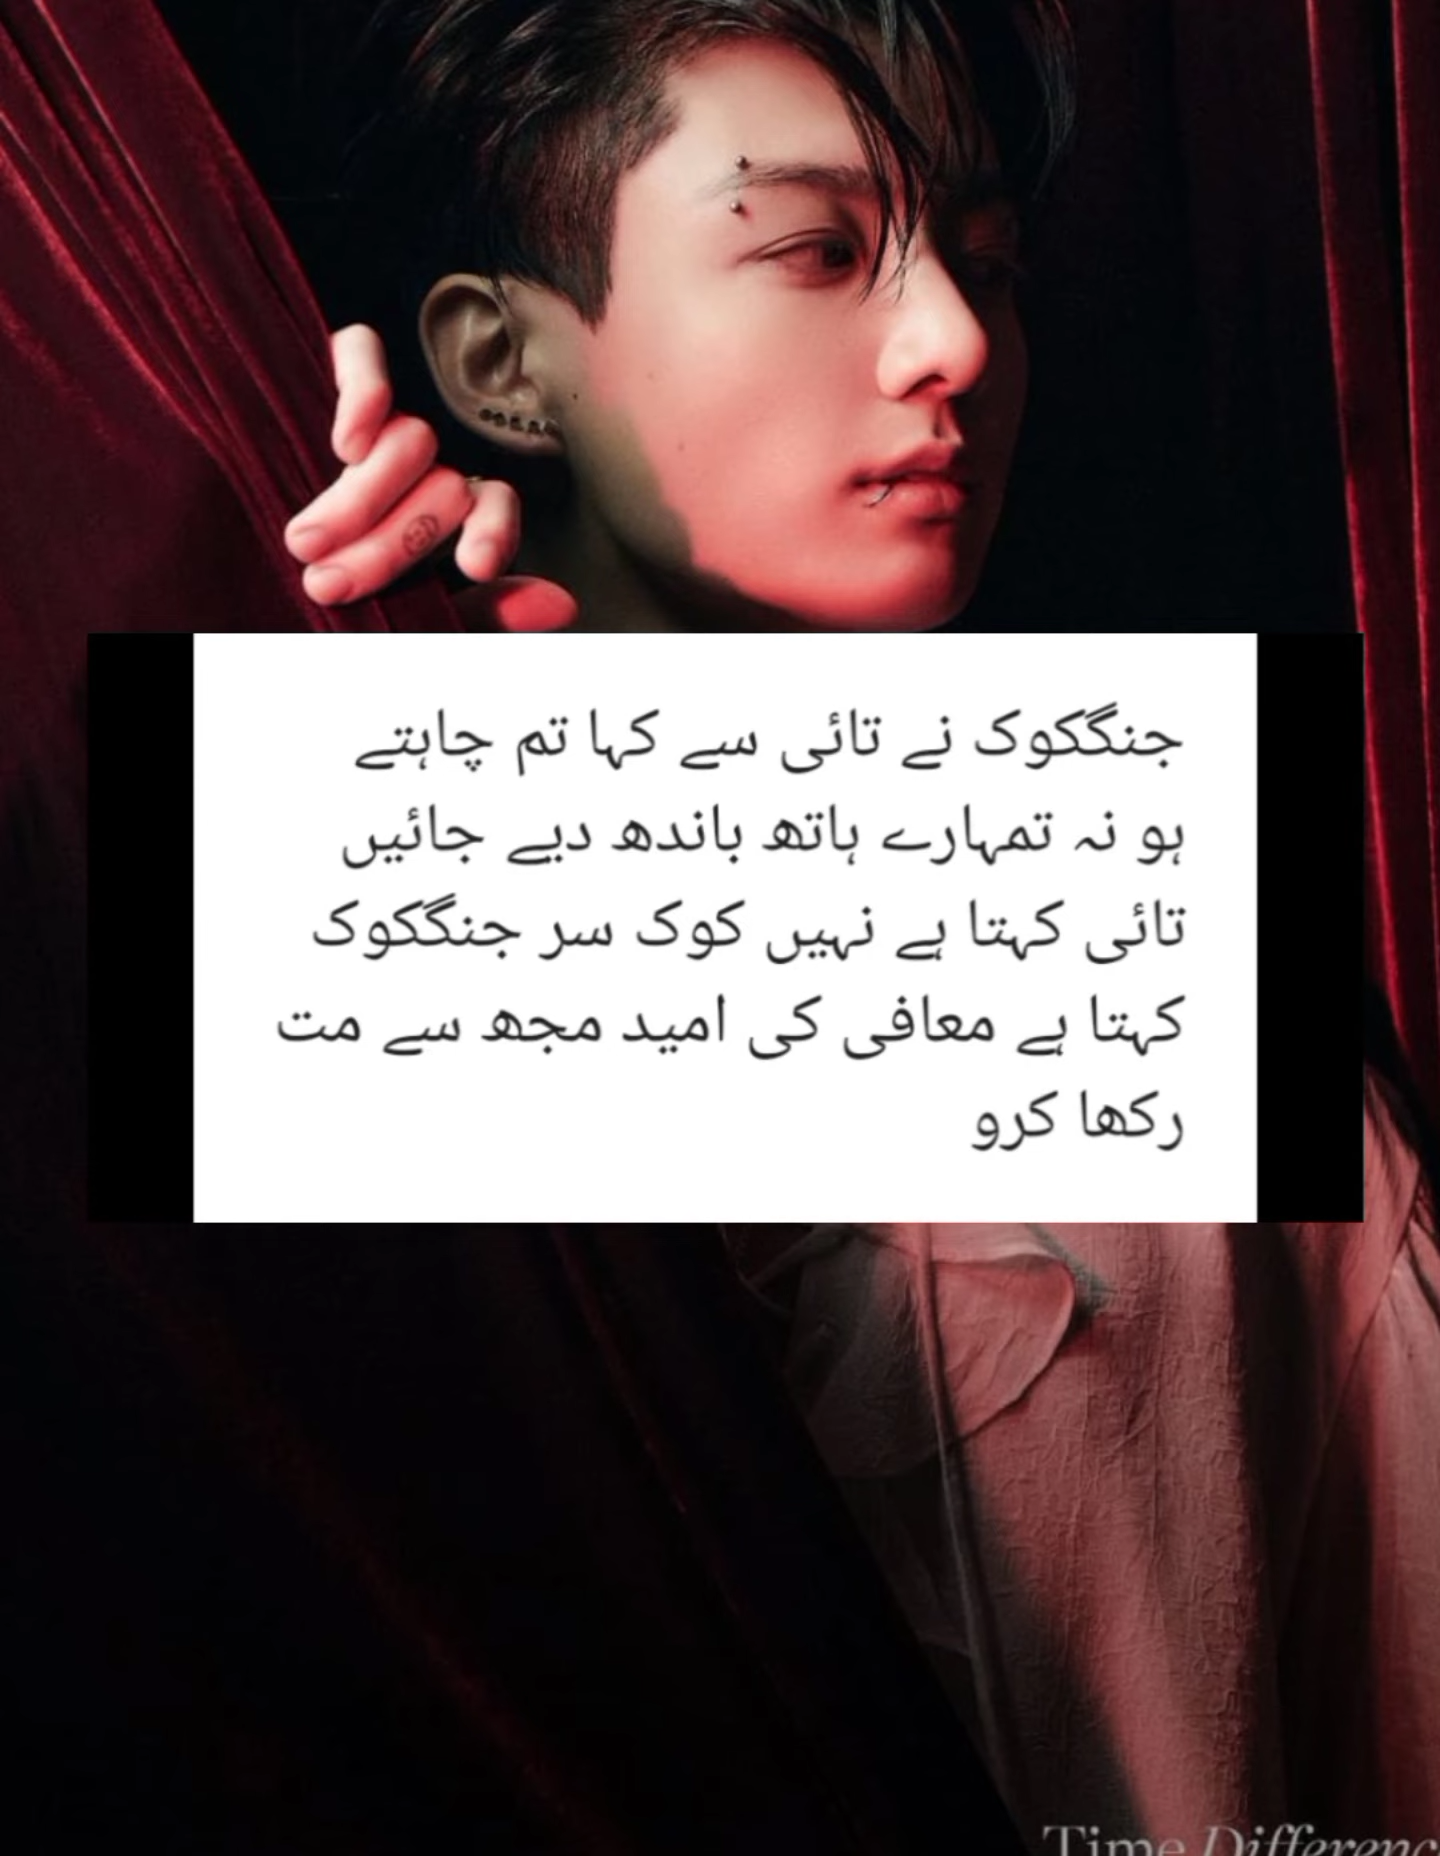 جنگکوک نے تائی سے کہا تم چاہتے
ہو نہ تمہارے ہاتھ باندھ دیے جائیں
تائی کہتا ہے نہیں کوک سر جنگکوک
کہتا ہے معافی کی امید مجھ سے مت
رکھا کرو
Time Differenc